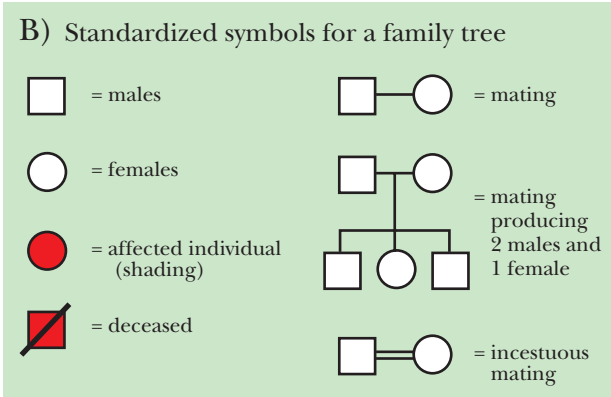 B) Standardized symbols for a family tree
= males
= females
= affected individual
(shading)
= deceased
= mating
= mating
producing
2 males and
1 female
= incestuous
mating